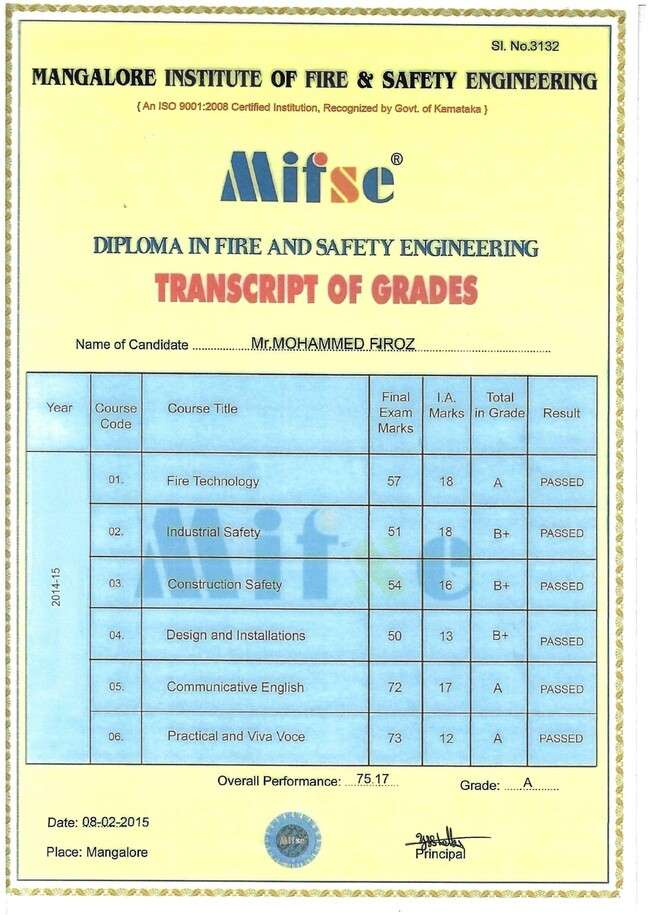 Sl. No.3132
MANGALORE INSTITUTE OF FIRE & SAFETY ENGINEERING
{ An ISO 9001:2008 Certified Institution, Recognized by Govt. of Karnataka }
Mifse®
DIPLOMA IN FIRE AND SAFETY ENGINEERING
TRANSCRIPT OF GRADES
Name of Candidate Mr.MOHAMMED FIROZ
Year Course Code Course Title Final Exam Marks I.A. Marks Total in Grade Result
2014-15
01. Fire Technology 57 18 A PASSED
02. Industrial Safety 51 18 B+ PASSED
03. Construction Safety 54 16 B+ PASSED
04. Design and Installations 50 13 B+ PASSED
05. Communicative English 72 17 A PASSED
06. Practical and Viva Voce 73 12 A PASSED
Mifse
Overall Performance: 75.17 Grade: A
Date: 08-02-2015
Place: Mangalore
Mifse
Principal